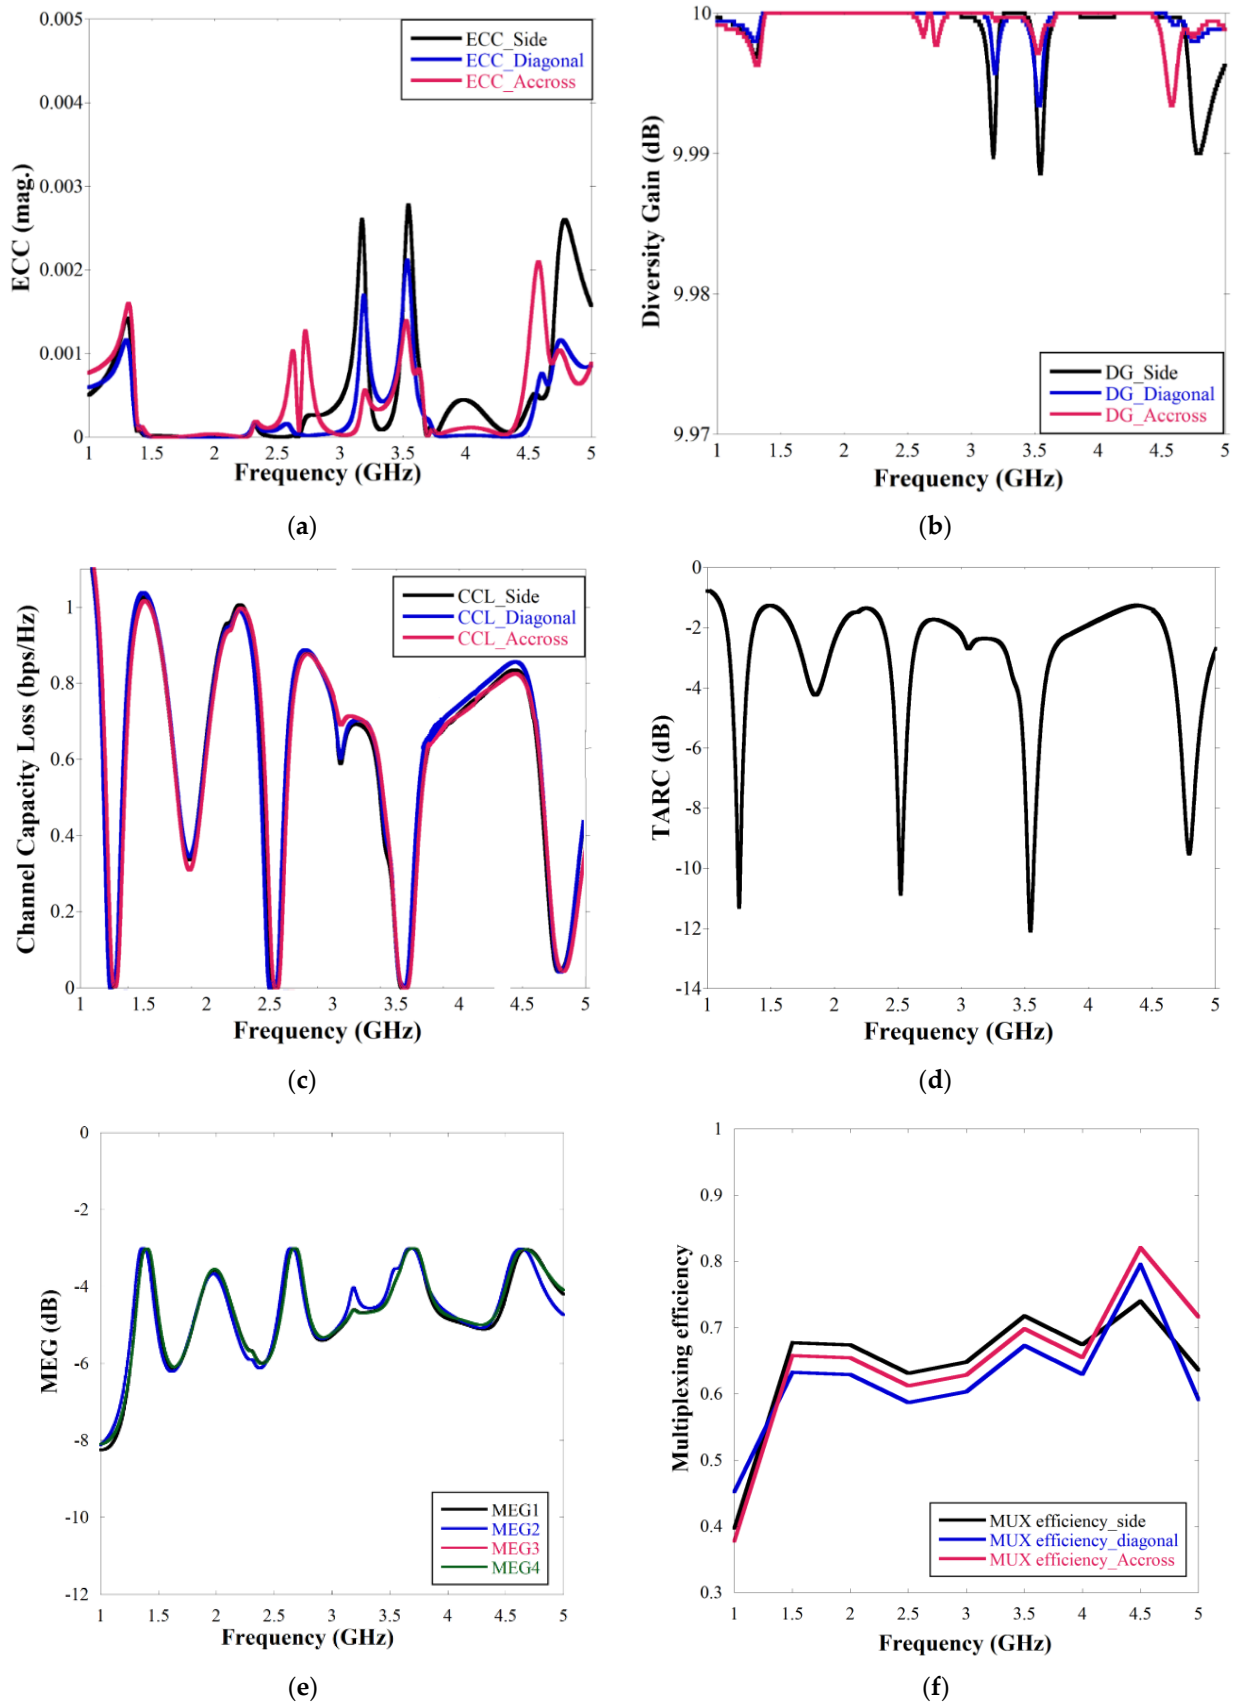 0.005
0.004
0.003
0.002
0.001
0
ECC (mag.)
ECC_Side
ECC_Diagonal
ECC_Accross
1 1.5 2 2.5 3 3.5 4 4.5 5
Frequency (GHz)
(a)
10
9.99
9.98
9.97
Diversity Gain (dB)
DG_Side
DG_Diagonal
DG_Accross
1 1.5 2 2.5 3 3.5 4 4.5 5
Frequency (GHz)
(b)
1
0.8
0.6
0.4
0.2
0
Channel Capacity Loss (bps/Hz)
CCL_Side
CCL_Diagonal
CCL_Accross
1 1.5 2 2.5 3 3.5 4 4.5 5
Frequency (GHz)
(c)
0
-2
-4
-6
-8
-10
-12
-14
TARC (dB)
1 1.5 2 2.5 3 3.5 4 4.5 5
Frequency (GHz)
(d)
0
-2
-4
-6
-8
-10
-12
MEG (dB)
MEG1
MEG2
MEG3
MEG4
1 1.5 2 2.5 3 3.5 4 4.5 5
Frequency (GHz)
(e)
1
0.9
0.8
0.7
0.6
0.5
0.4
0.3
Multiplexing efficiency
MUX efficiency_side
MUX efficiency_diagonal
MUX efficiency_Accross
1 1.5 2 2.5 3 3.5 4 4.5 5
Frequency (GHz)
(f)